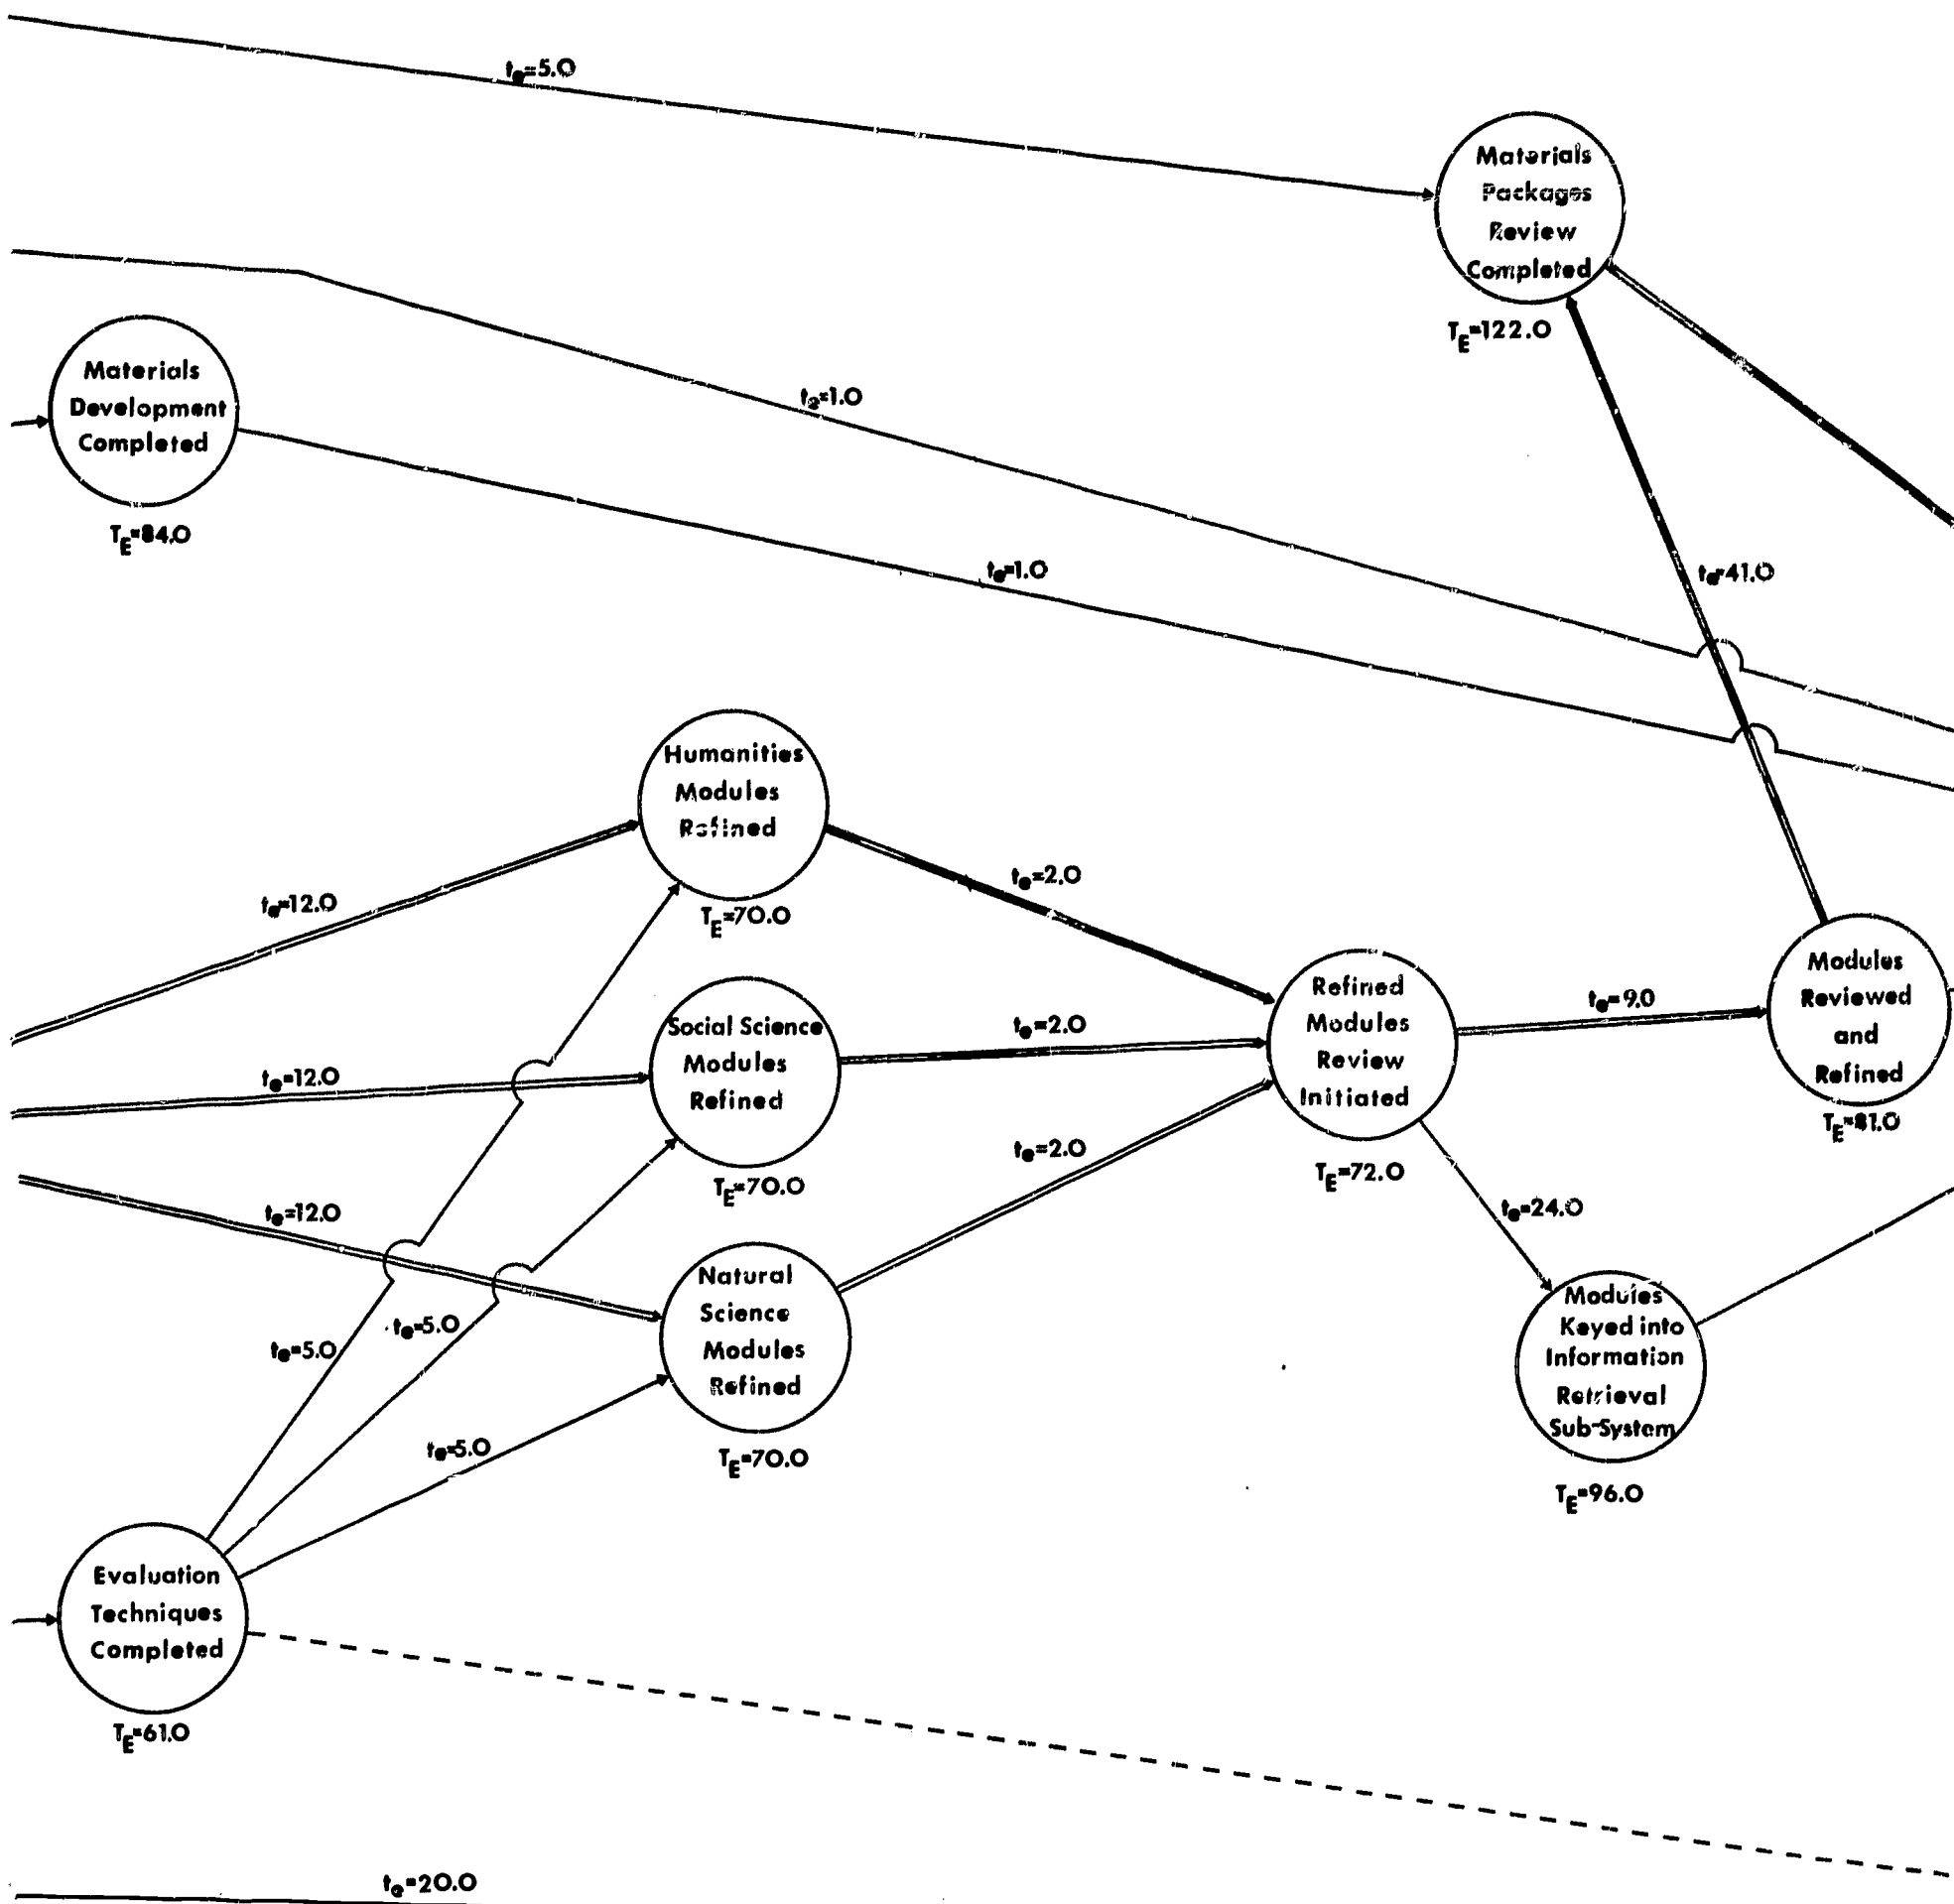 te=5.0
Materials
Packages
Review
Completed
TE=122.0
Materials
Development
Completed
TE=84.0
te=1.0
te=1.0
te=41.0
Humanities
Modules
Refined
TE=70.0
te=12.0
te=2.0
Social Science
Modules
Refined
TE=70.0
te=12.0
te=2.0
Refined
Modules
Review
Initiated
TE=72.0
te=9.0
Modules
Reviewed
and
Refined
TE=81.0
te=12.0
te=2.0
Natural
Science
Modules
Refined
TE=70.0
te=24.0
Modules
Keyed into
Information
Retrieval
Sub-System
TE=96.0
te=5.0
te=5.0
te=5.0
Evaluation
Techniques
Completed
TE=61.0
te=20.0